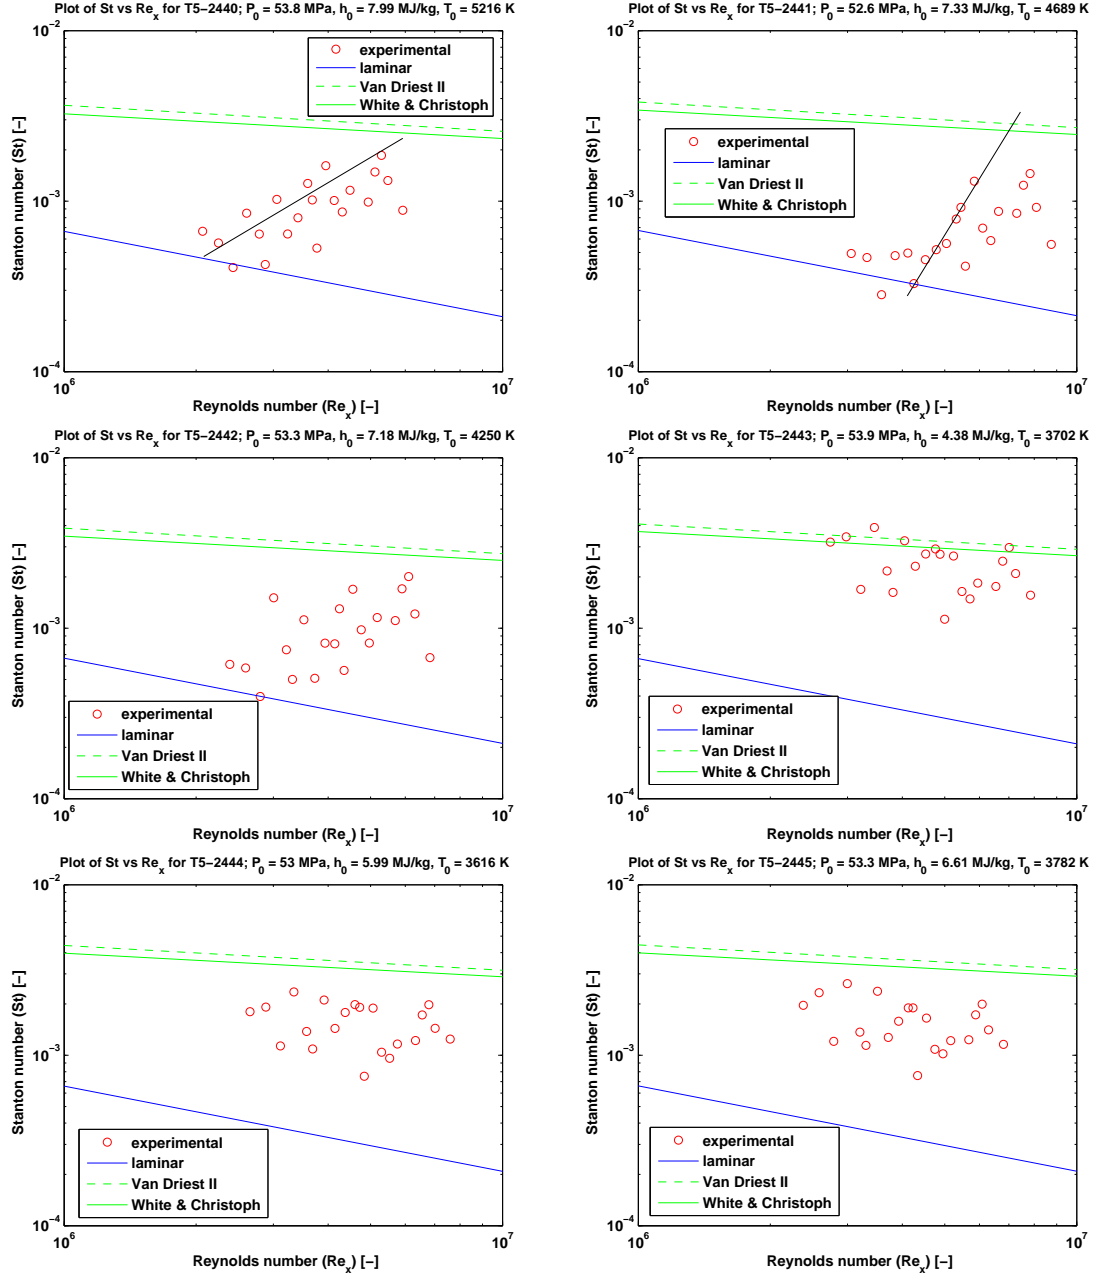 Plot of St vs Re_x for T5−2440; P_0 = 53.8 MPa, h_0 = 7.99 MJ/kg, T_0 = 5216 K
10^−2
10^−3
10^−4
Stanton number (St) [−]
experimental
laminar
Van Driest II
White & Christoph
10^6
10^7
Reynolds number (Re_x) [−]
Plot of St vs Re_x for T5−2441; P_0 = 52.6 MPa, h_0 = 7.33 MJ/kg, T_0 = 4689 K
10^−2
10^−3
10^−4
Stanton number (St) [−]
experimental
laminar
Van Driest II
White & Christoph
10^6
10^7
Reynolds number (Re_x) [−]
Plot of St vs Re_x for T5−2442; P_0 = 53.3 MPa, h_0 = 7.18 MJ/kg, T_0 = 4250 K
10^−2
10^−3
10^−4
Stanton number (St) [−]
experimental
laminar
Van Driest II
White & Christoph
10^6
10^7
Reynolds number (Re_x) [−]
Plot of St vs Re_x for T5−2443; P_0 = 53.9 MPa, h_0 = 4.38 MJ/kg, T_0 = 3702 K
10^−2
10^−3
10^−4
Stanton number (St) [−]
experimental
laminar
Van Driest II
White & Christoph
10^6
10^7
Reynolds number (Re_x) [−]
Plot of St vs Re_x for T5−2444; P_0 = 53 MPa, h_0 = 5.99 MJ/kg, T_0 = 3616 K
10^−2
10^−3
10^−4
Stanton number (St) [−]
experimental
laminar
Van Driest II
White & Christoph
10^6
10^7
Reynolds number (Re_x) [−]
Plot of St vs Re_x for T5−2445; P_0 = 53.3 MPa, h_0 = 6.61 MJ/kg, T_0 = 3782 K
10^−2
10^−3
10^−4
Stanton number (St) [−]
experimental
laminar
Van Driest II
White & Christoph
10^6
10^7
Reynolds number (Re_x) [−]